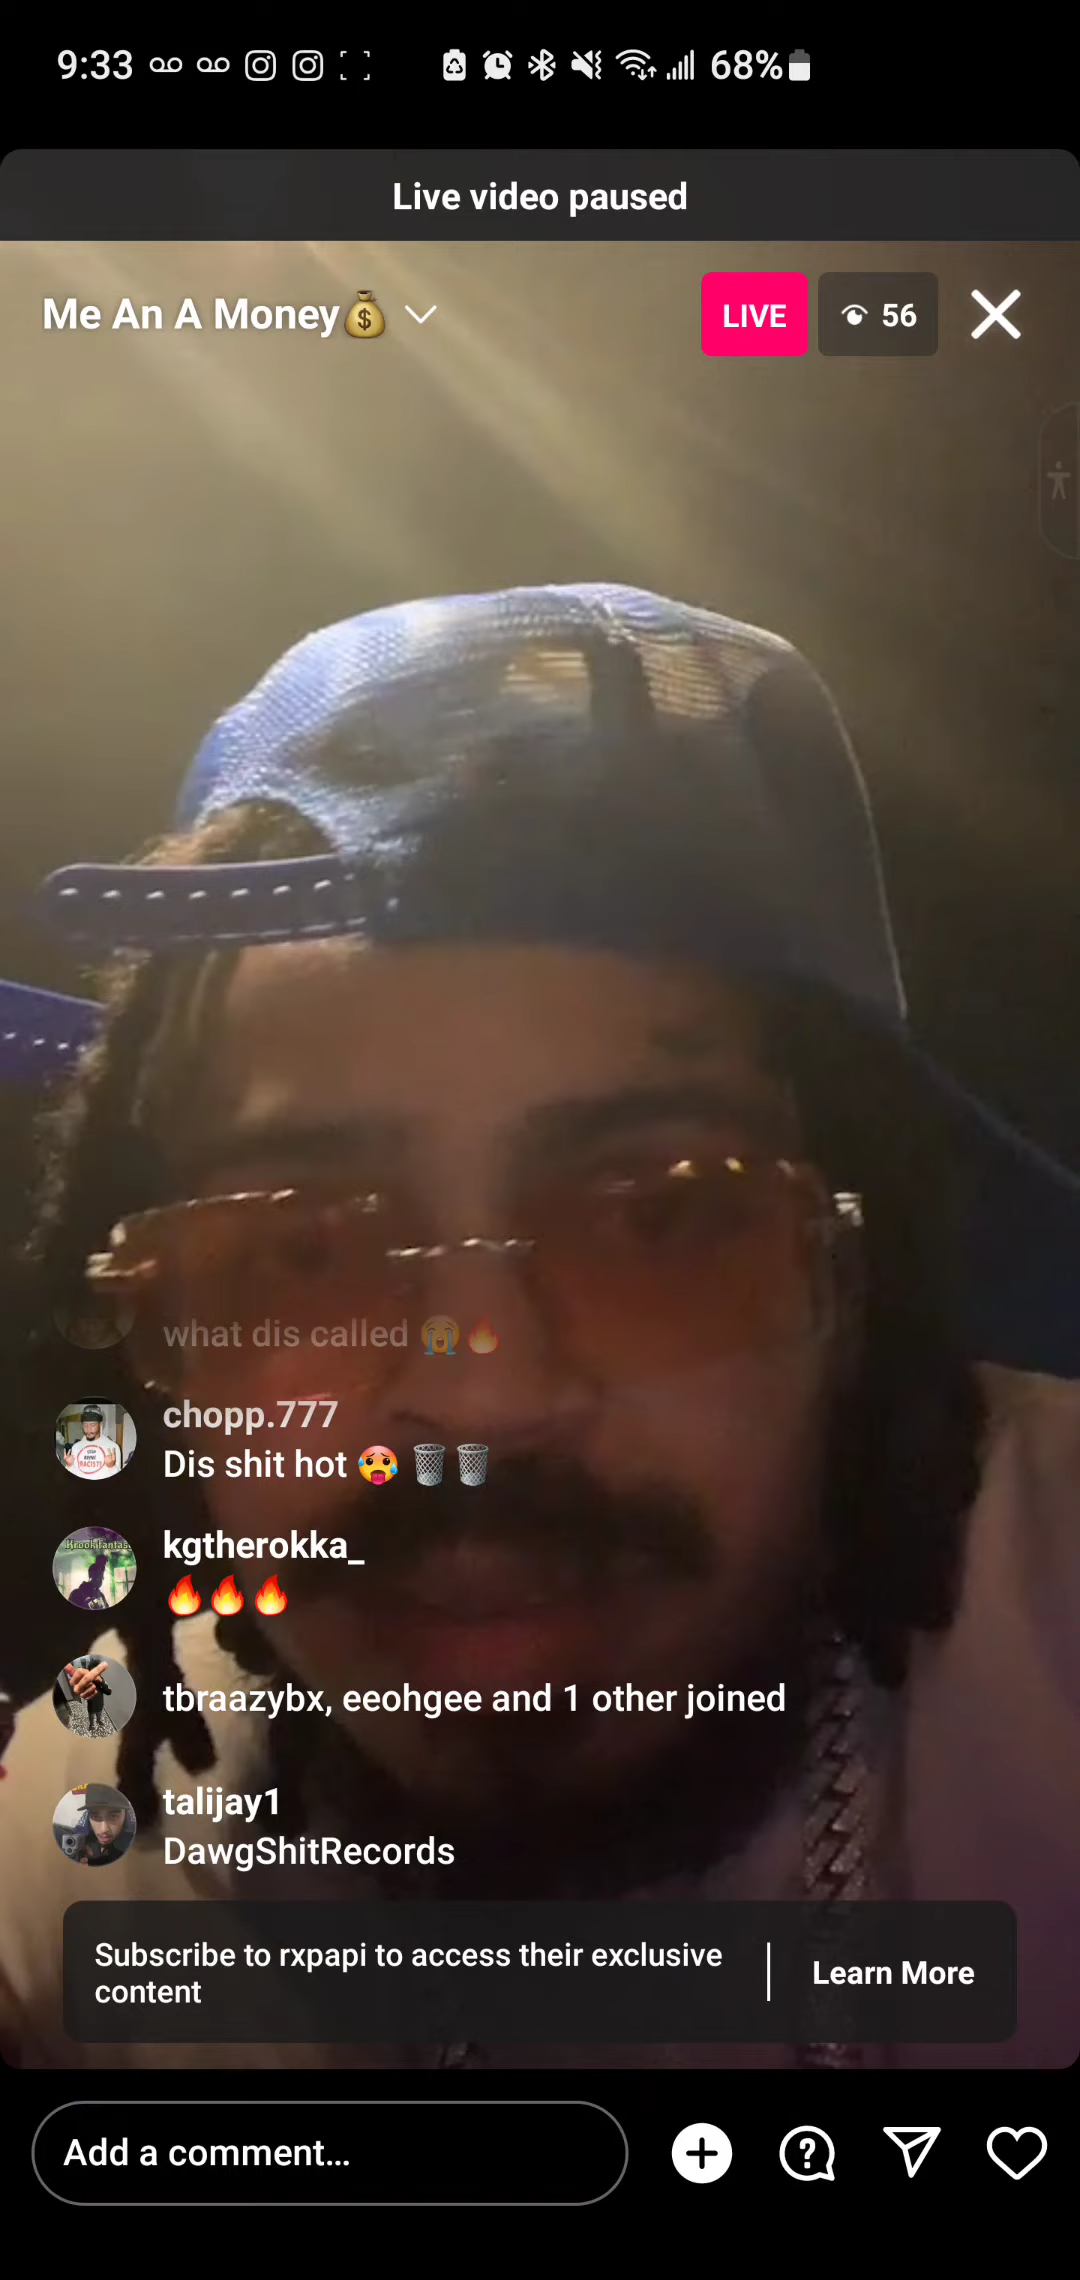 9:33
68%
Live video paused
Me An A Money💰
LIVE
56
what dis called 😭🔥
chopp.777
Dis shit hot 🥵 🗑️ 🗑️
kgtherokka_
🔥🔥🔥
tbraazybx, eeohgee and 1 other joined
talijay1
DawgShitRecords
Subscribe to rxpapi to access their exclusive
content
Learn More
Add a comment...